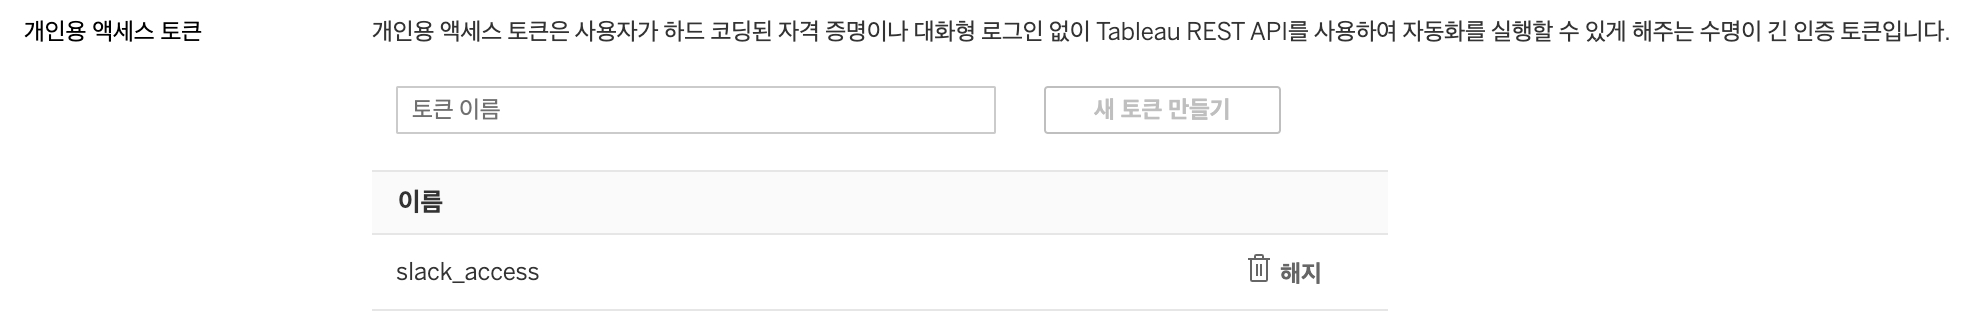 개인용 액세스 토큰
개인용 액세스 토큰은 사용자가 하드 코딩된 자격 증명이나 대화형 로그인 없이 Tableau REST API를 사용하여 자동화를 실행할 수 있게 해주는 수명이 긴 인증 토큰입니다.
토큰 이름
새 토큰 만들기
이름
slack_access
해지